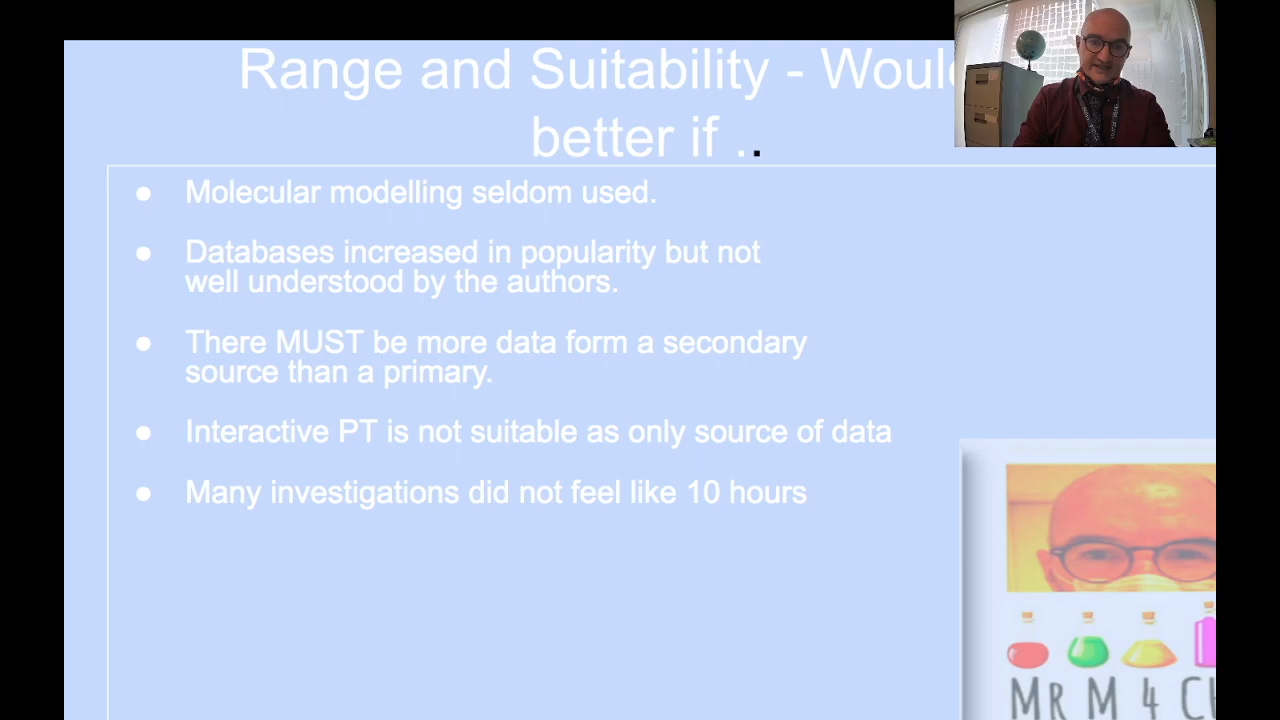 Range and Suitability - Would
better if ..
● Molecular modelling seldom used.
● Databases increased in popularity but not
well understood by the authors.
● There MUST be more data form a secondary
source than a primary.
● Interactive PT is not suitable as only source of data
● Many investigations did not feel like 10 hours
MR M 4